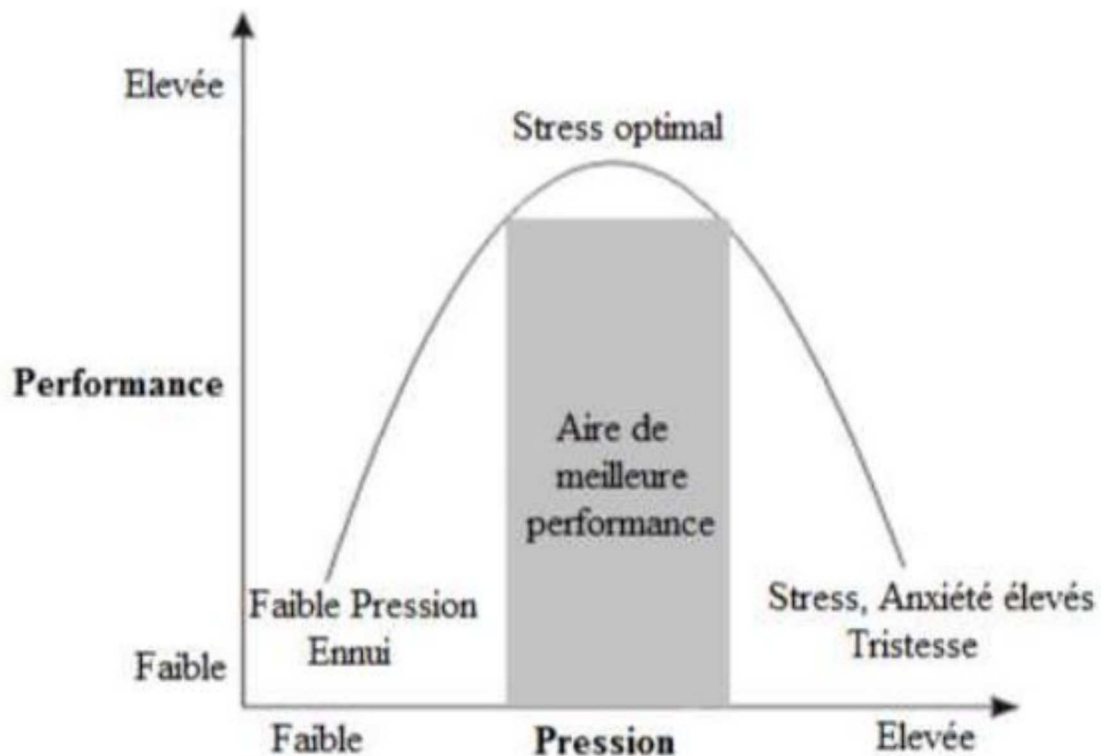 Elevée
Stress optimal
Performance
Aire de
meilleure
performance
Faible Pression
Ennui
Stress, Anxiété élevés
Tristesse
Faible
Faible
Pression
Elevée